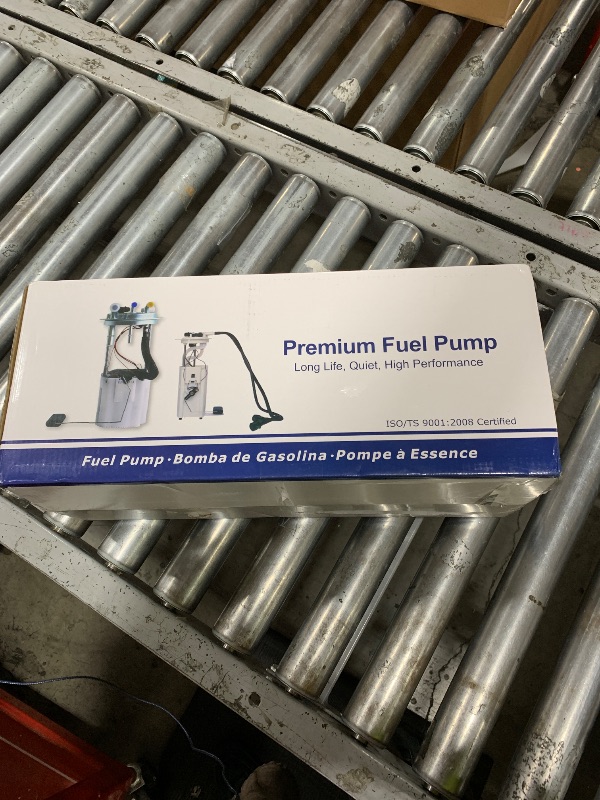 Premium Fuel Pump
Long Life, Quiet, High Performance
ISO/TS 9001:2008 Certified
Fuel Pump·Bomba de Gasolina·Pompe à Essence